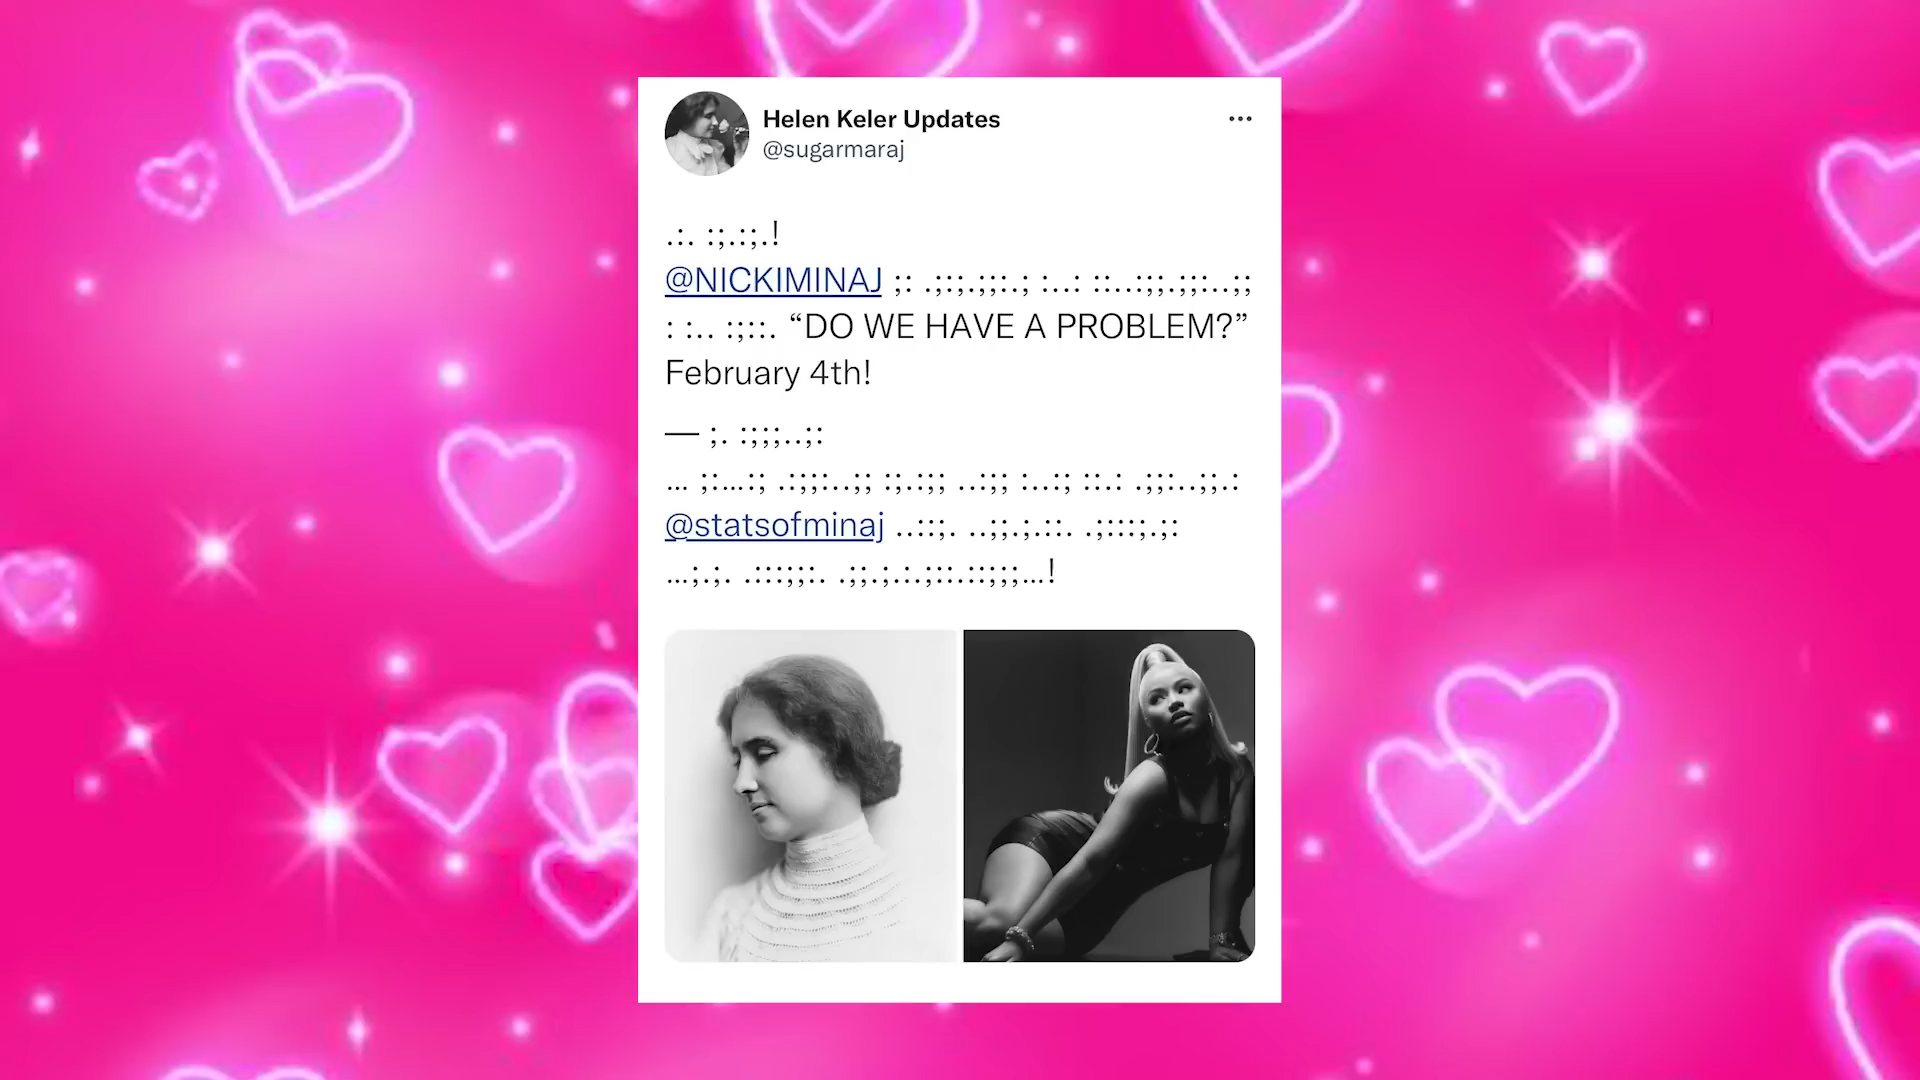 Helen Keler Updates
@sugarmaraj
.:. :;.:;.!
@NICKIMINAJ ;: .;:;.;;:.; :..: ::..:;;.;;:..;;
: :.. :;::. “DO WE HAVE A PROBLEM?”
February 4th!
— ;. :;;;..;:
... ;:...:; .:;;:..;; :;.:;; ..:;; :..:; ::.: .;;:..;;.:
@statsofminaj ..::;. ..;;.;.::. .;:::;.;:
...;.;. .:::;;:. .;;.;.:.;::.::;;;...!